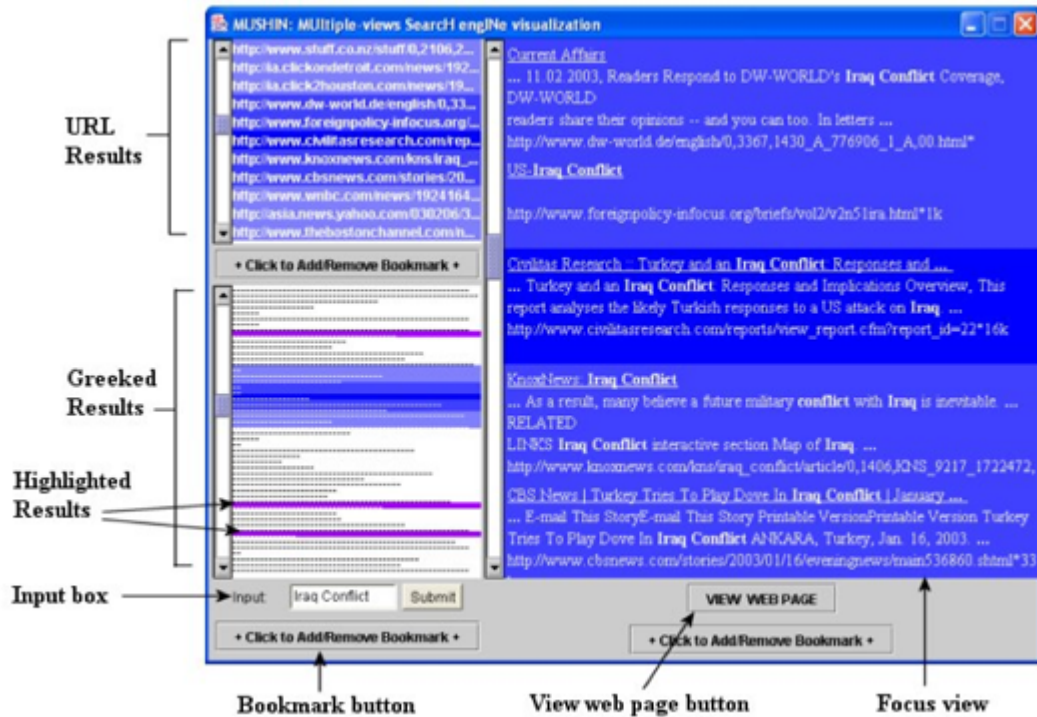 MUSHIN: MUltiple-views SearcH engINe visualization
http://www.stuff.co.nz/stuff/0,2106,2...
http://ia.clickondetroit.com/news/192...
http://ia.click2houston.com/news/19...
http://www.dw-world.de/english/0,33...
http://www.foreignpolicy-infocus.org/...
http://www.civilitasresearch.com/rep...
http://www.knoxnews.com/kns/iraq_...
http://www.cbsnews.com/stories/20...
http://www.wmbc.com/news/1924164...
http://asia.news.yahoo.com/030206/3...
http://www.thebostonchannel.com/n...
+ Click to Add/Remove Bookmark +
URL
Results
Greeked
Results
Highlighted
Results
Input box
Input:
Iraq Conflict
Submit
+ Click to Add/Remove Bookmark +
Current Affairs
... 11.02.2003, Readers Respond to DW-WORLD's Iraq Conflict Coverage,
DW-WORLD
readers share their opinions -- and you can too. In letters ...
http://www.dw-world.de/english/0,3367,1430_A_776906_1_A,00.html*
US-Iraq Conflict
http://www.foreignpolicy-infocus.org/briefs/vol2/v2n51ira.html*1k
Civilitas Research :: Turkey and an Iraq Conflict: Responses and ...
... Turkey and an Iraq Conflict: Responses and Implications Overview, This
report analyses the likely Turkish responses to a US attack on Iraq. ...
http://www.civilitasresearch.com/reports/view_report.cfm?report_id=22*16k
KnoxNews: Iraq Conflict
... As a result, many believe a future military conflict with Iraq is inevitable. ...
RELATED
LINKS Iraq Conflict interactive section Map of Iraq. ...
http://www.knoxnews.com/kns/iraq_conflict/article/0,1406,KNS_9217_1722472,
CBS News | Turkey Tries To Play Dove In Iraq Conflict | January ...
... E-mail This StoryE-mail This Story Printable VersionPrintable Version Turkey
Tries To Play Dove In Iraq Conflict ANKARA, Turkey, Jan. 16, 2003. ...
http://www.cbsnews.com/stories/2003/01/16/eveningnews/main536860.shtml*33
VIEW WEB PAGE
+ Click to Add/Remove Bookmark +
Bookmark button
View web page button
Focus view